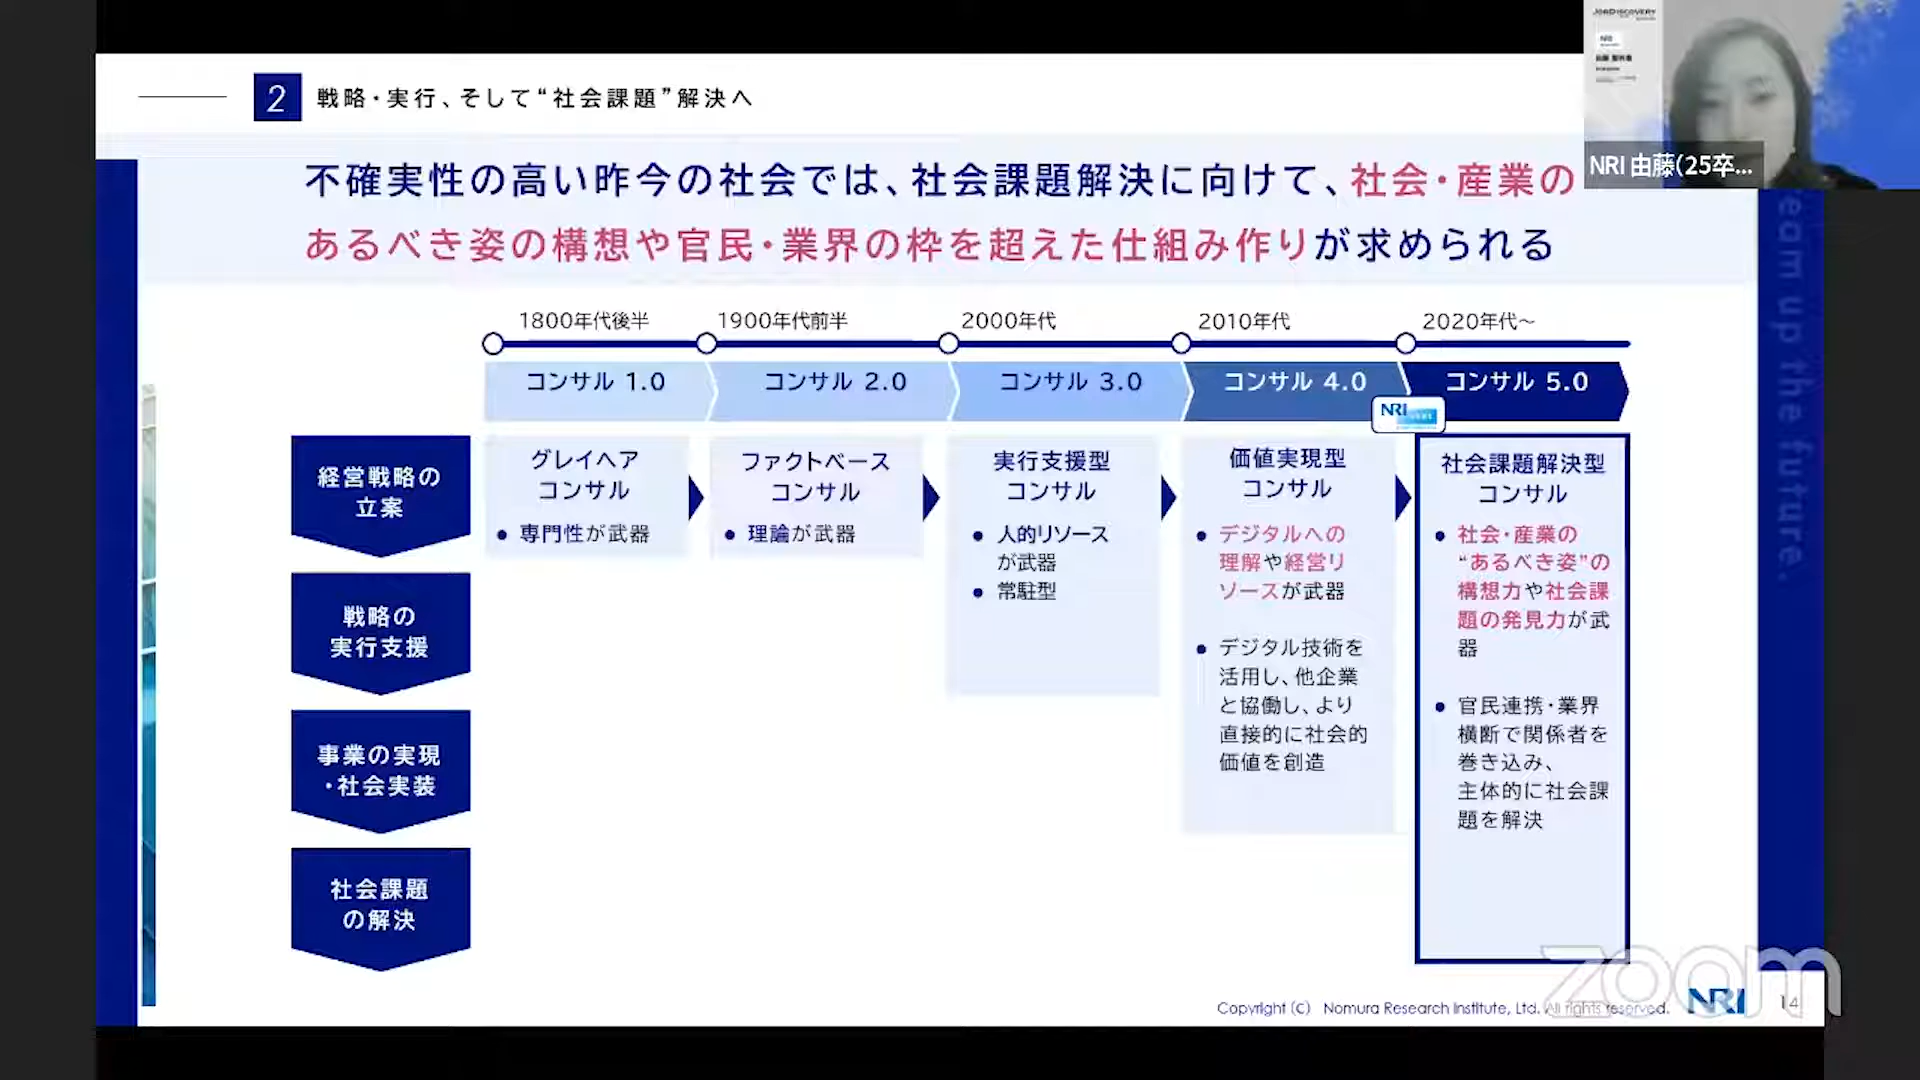 2
戦略・実行、そして“社会課題”解決へ
JOBDISCOVERY
NRI
NRI 由藤(25卒...
不確実性の高い昨今の社会では、社会課題解決に向けて、社会・産業の
あるべき姿の構想や官民・業界の枠を超えた仕組み作りが求められる
eam up the future.
1800年代後半
1900年代前半
2000年代
2010年代
2020年代～
コンサル 1.0
コンサル 2.0
コンサル 3.0
コンサル 4.0
コンサル 5.0
NRI
経営戦略の
立案
戦略の
実行支援
事業の実現
・社会実装
社会課題
の解決
グレイヘア
コンサル
● 専門性が武器
ファクトベース
コンサル
● 理論が武器
実行支援型
コンサル
● 人的リソース
が武器
● 常駐型
価値実現型
コンサル
● デジタルへの
理解や経営リ
ソースが武器
● デジタル技術を
活用し、他企業
と協働し、より
直接的に社会的
価値を創造
社会課題解決型
コンサル
● 社会・産業の
“あるべき姿”の
構想力や社会課
題の発見力が武
器
● 官民連携・業界
横断で関係者を
巻き込み、
主体的に社会課
題を解決
Copyright (C) Nomura Research Institute, Ltd. All rights reserved.
NRI
14
zoom